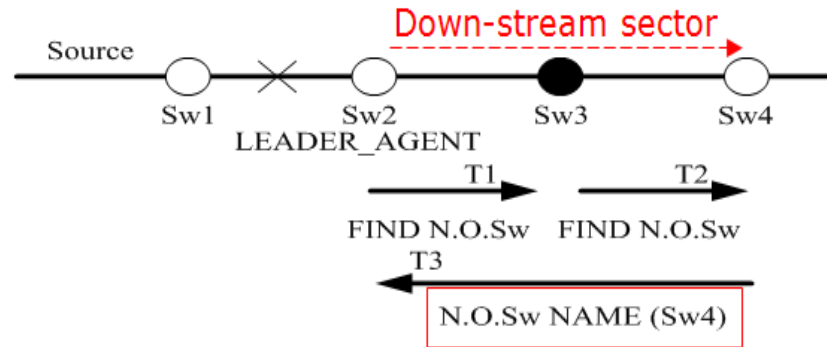 Down-stream sector
Source
Sw1 Sw2 Sw3 Sw4
LEADER_AGENT
T1 T2
FIND N.O.Sw FIND N.O.Sw
T3
N.O.Sw NAME (Sw4)